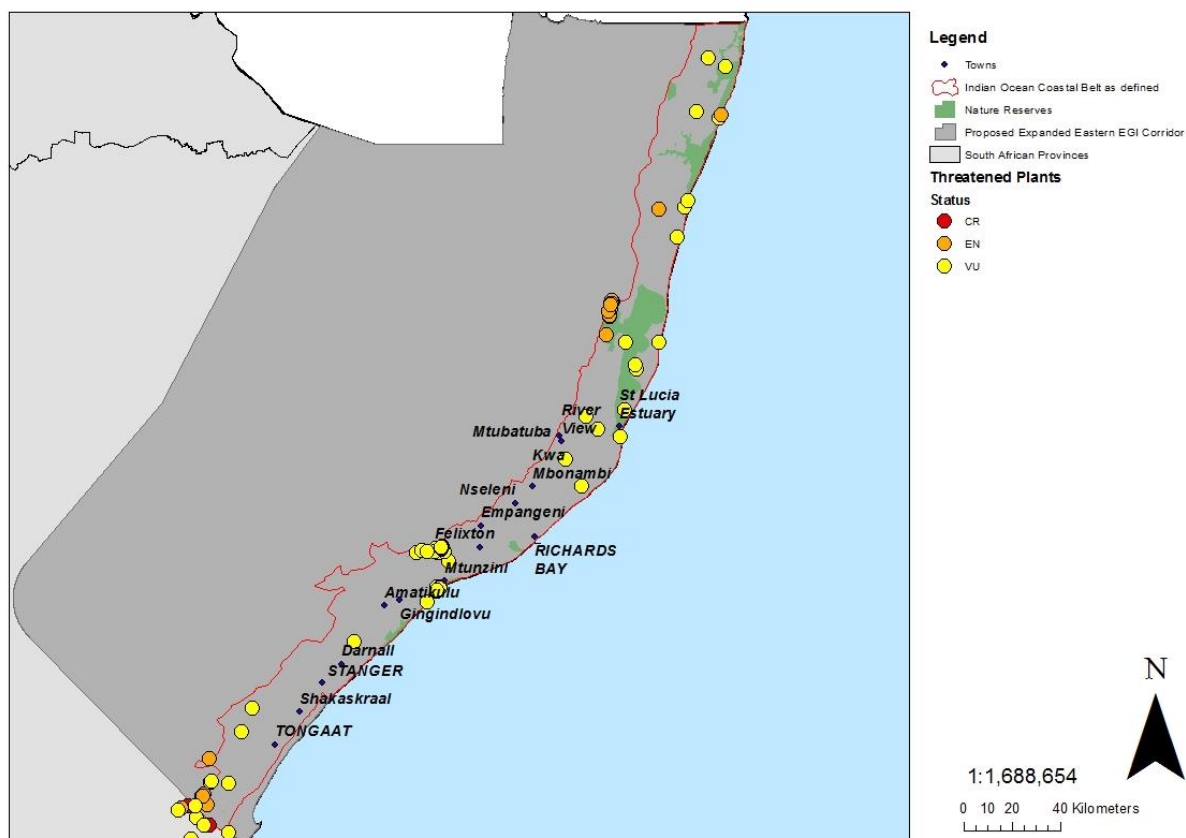 Legend
Towns
Indian Ocean Coastal Belt as defined
Nature Reserves
Proposed Expanded Eastern EGI Corridor
South African Provinces
Threatened Plants
Status
CR
EN
VU
St Lucia
Estuary
River
View
Mtubatuba
Kwa
Mbonambi
Nseleni
Empangeni
Felixton
RICHARDS
BAY
Mtunzini
Amatikulu
Gingindlovu
Darnall
STANGER
Shakaskraal
TONGAAT
N
1:1,688,654
0 10 20 40 Kilometers